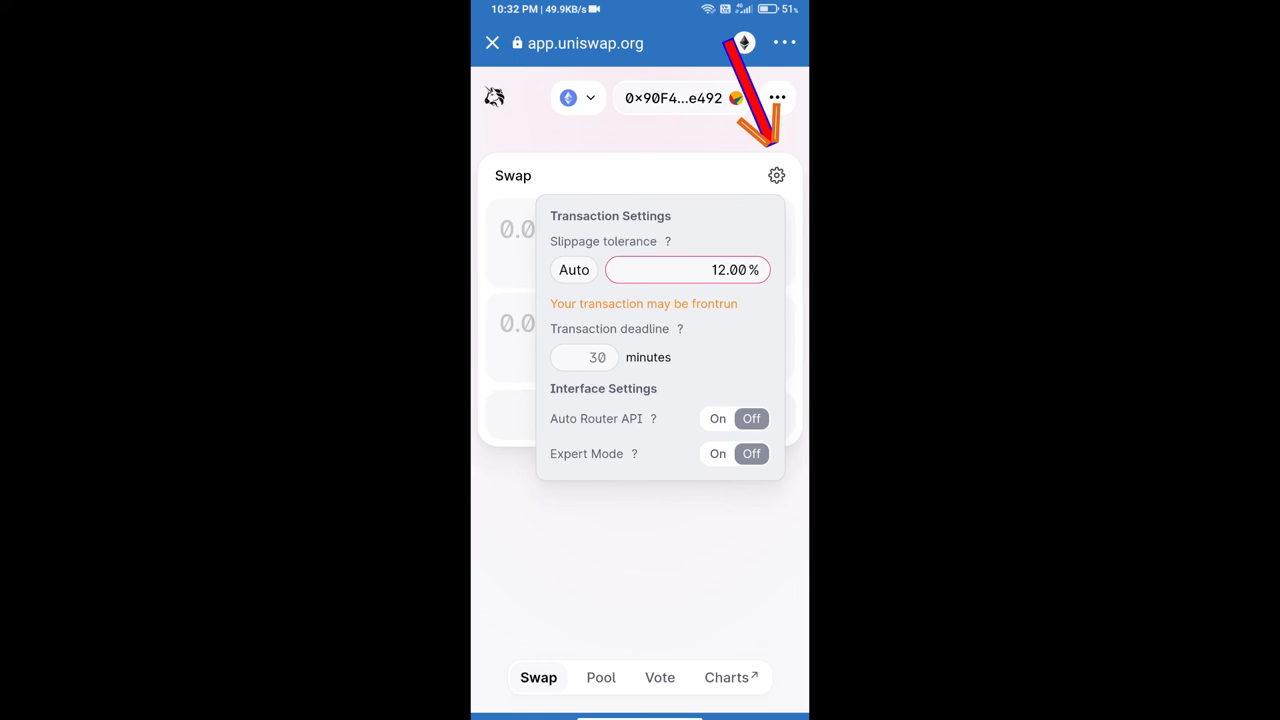 10:32 PM | 49.9KB/s
4G
51%
app.uniswap.org
0x90F4...e492
Swap
0.0
Transaction Settings
Slippage tolerance ?
Auto 12.00%
Your transaction may be frontrun
0.0
Transaction deadline ?
30 minutes
Interface Settings
Auto Router API ? On Off
Expert Mode ? On Off
Swap Pool Vote Charts↗